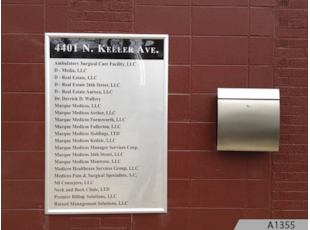 4401 N. KEELER AVE.
Ambulatory Surgical Care Facility, LLC
D - Media, LLC
D - Real Estate, LLC
D - Real Estate 26th Street, LLC
D - Real Estate Aurora, LLC
Dr. Derrick D. Wallery
Marque Medicos, LLC
Marque Medicos Archer, LLC
Marque Medicos Farnsworth, LLC
Marque Medicos Fullerton, LLC
Marque Medicos Holdings, LTD
Marque Medicos Kedzie, LLC
Marque Medicos Manager Services Corp.
Marque Medicos 26th Street, LLC
Marque Medicos Montrose, LLC
Medicos Healthcare Services Group, LLC
Medicos Pain & Surgical Specialists, S.C.
MI Consejero, LLC
Neck and Back Clinic, LTD
Premier Billing Solutions, LLC
Record Management Solutions, LLC
A1355